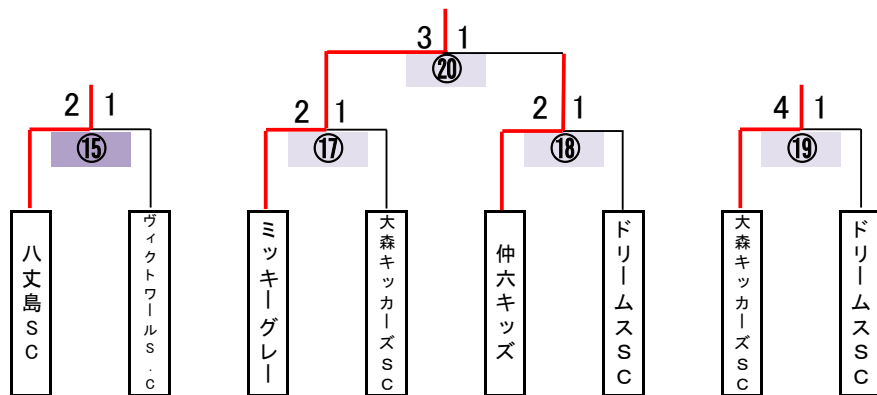 3 1
⑳
2 1
⑮
2 1
⑰
2 1
⑱
4 1
⑲
八丈島SC
ヴィクトワールS.C
ミッキーグレー
大森キッカーズSC
仲六キッズ
ドリームスSC
大森キッカーズSC
ドリームスSC